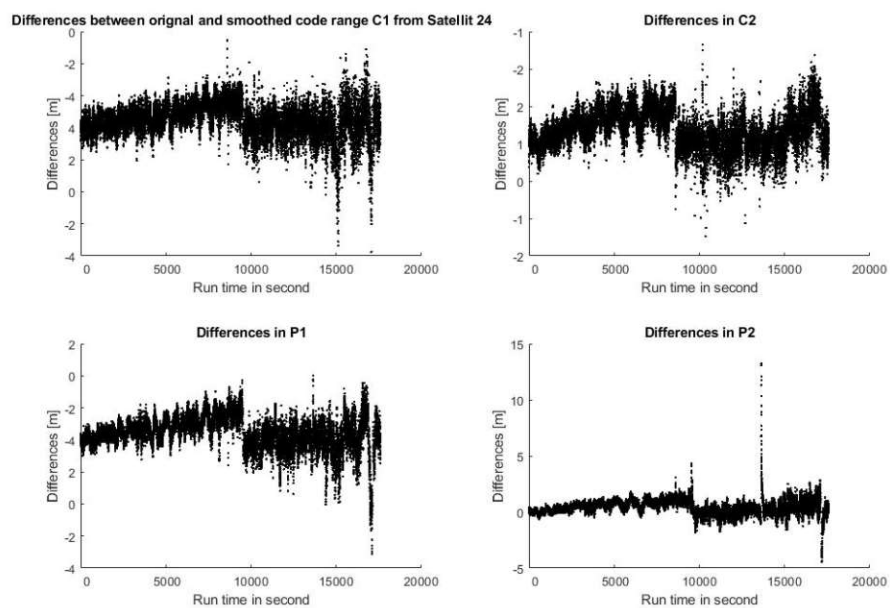 Differences between orignal and smoothed code range C1 from Satellit 24
0
-4
4
2
0
-2
-4
Differences [m]
0 5000 10000 15000 20000
Run time in second
Differences in C2
-1
-2
2
1
0
-1
-2
Differences [m]
0 5000 10000 15000 20000
Run time in second
Differences in P1
2
0
-2
-4
2
0
-2
-4
Differences [m]
0 5000 10000 15000 20000
Run time in second
Differences in P2
15
10
5
0
-5
Differences [m]
0 5000 10000 15000 20000
Run time in second